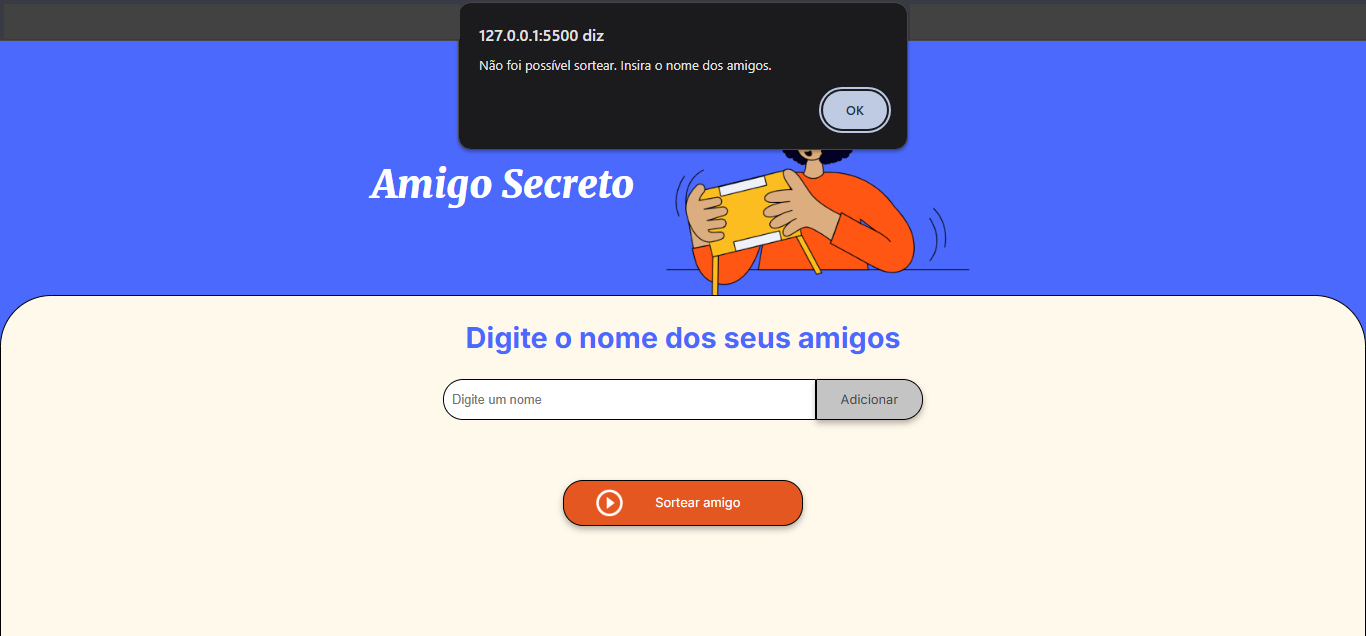 127.0.0.1:5500 diz
Não foi possível sortear. Insira o nome dos amigos.
OK
Amigo Secreto
Digite o nome dos seus amigos
Digite um nome
Adicionar
Sortear amigo